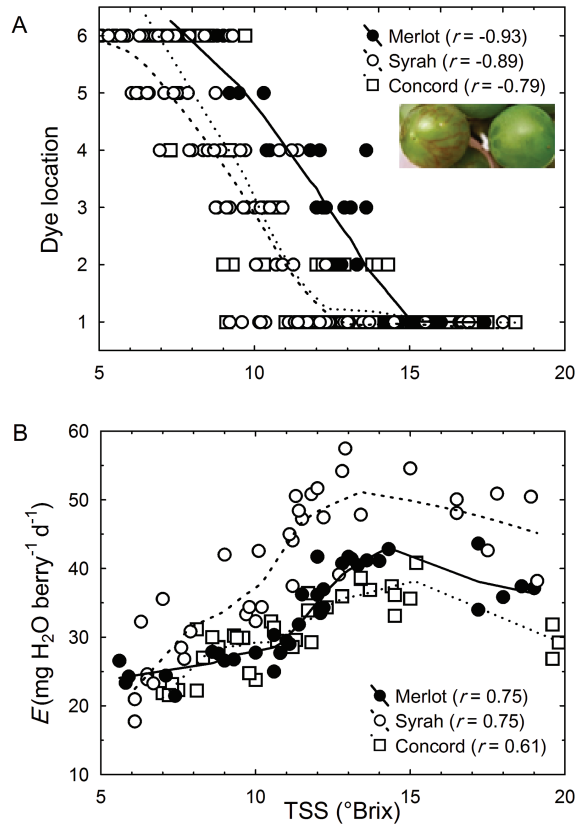 A
6
5
4
3
2
1
Dye location
Merlot (r = -0.93)
Syrah (r = -0.89)
Concord (r = -0.79)
5 10 15 20
B
60
50
40
30
20
10
E (mg H2O berry-1 d-1)
Merlot (r = 0.75)
Syrah (r = 0.75)
Concord (r = 0.61)
5 10 15 20
TSS (°Brix)